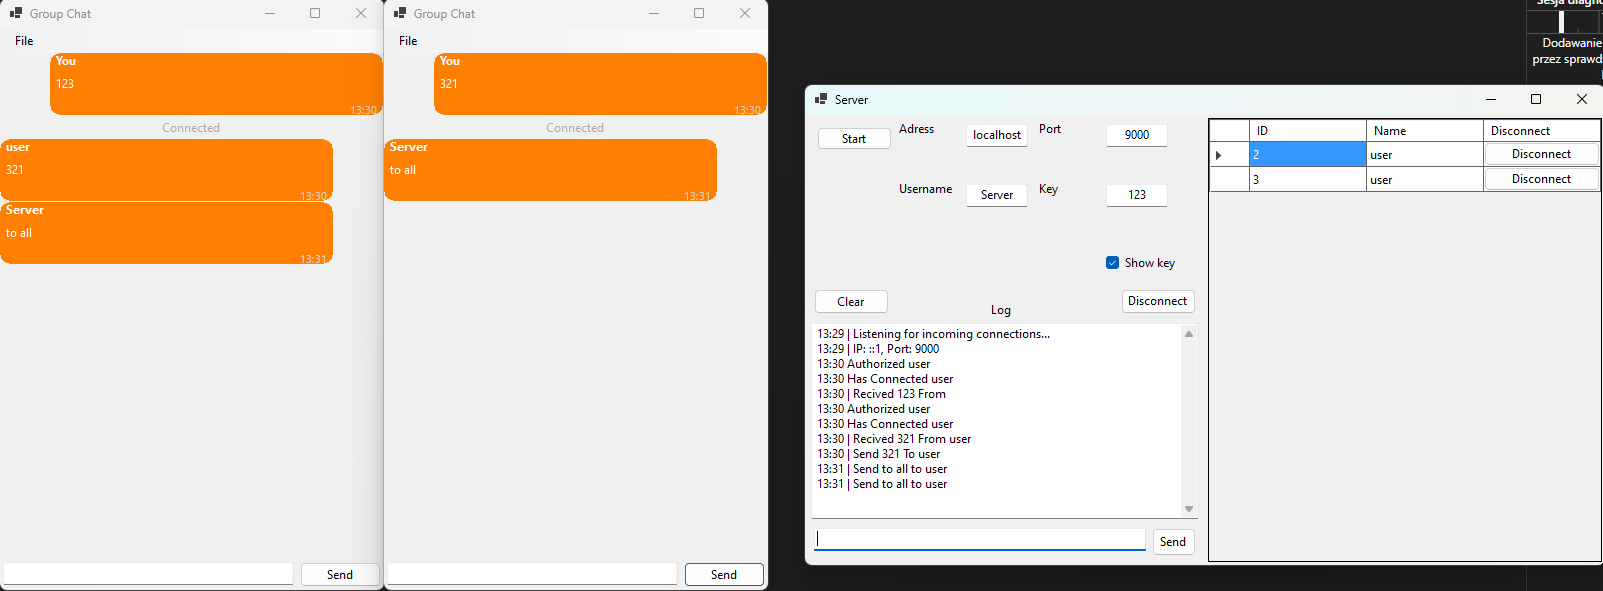 Group Chat
File
You
123
13:30
Connected
user
321
13:30
Server
to all
13:31
Send
Group Chat
File
You
321
13:30
Connected
Server
to all
13:31
Send
Sesja diagno
Dodawanie
przez sprawd
Server
Start
Adress
localhost
Port
9000
Username
Server
Key
123
Show key
Clear
Log
Disconnect
13:29 | Listening for incoming connections...
13:29 | IP: ::1, Port: 9000
13:30 Authorized user
13:30 Has Connected user
13:30 | Recived 123 From
13:30 Authorized user
13:30 Has Connected user
13:30 | Recived 321 From user
13:30 | Send 321 To user
13:31 | Send to all to user
13:31 | Send to all to user
Send
ID Name Disconnect
2 user Disconnect
3 user Disconnect